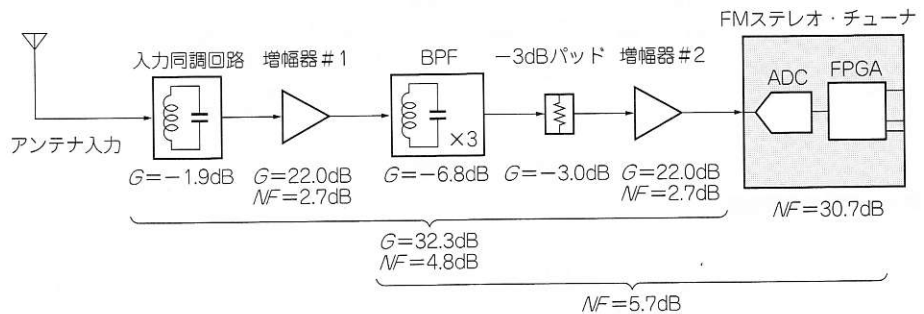 FMステレオ・チューナ
入力同調回路 増幅器#1 BPF −3dBパッド 増幅器#2
ADC FPGA
×3
アンテナ入力
G=−1.9dB G=22.0dB G=−6.8dB G=−3.0dB G=22.0dB
NF=2.7dB NF=2.7dB NF=30.7dB
G=32.3dB
NF=4.8dB
NF=5.7dB